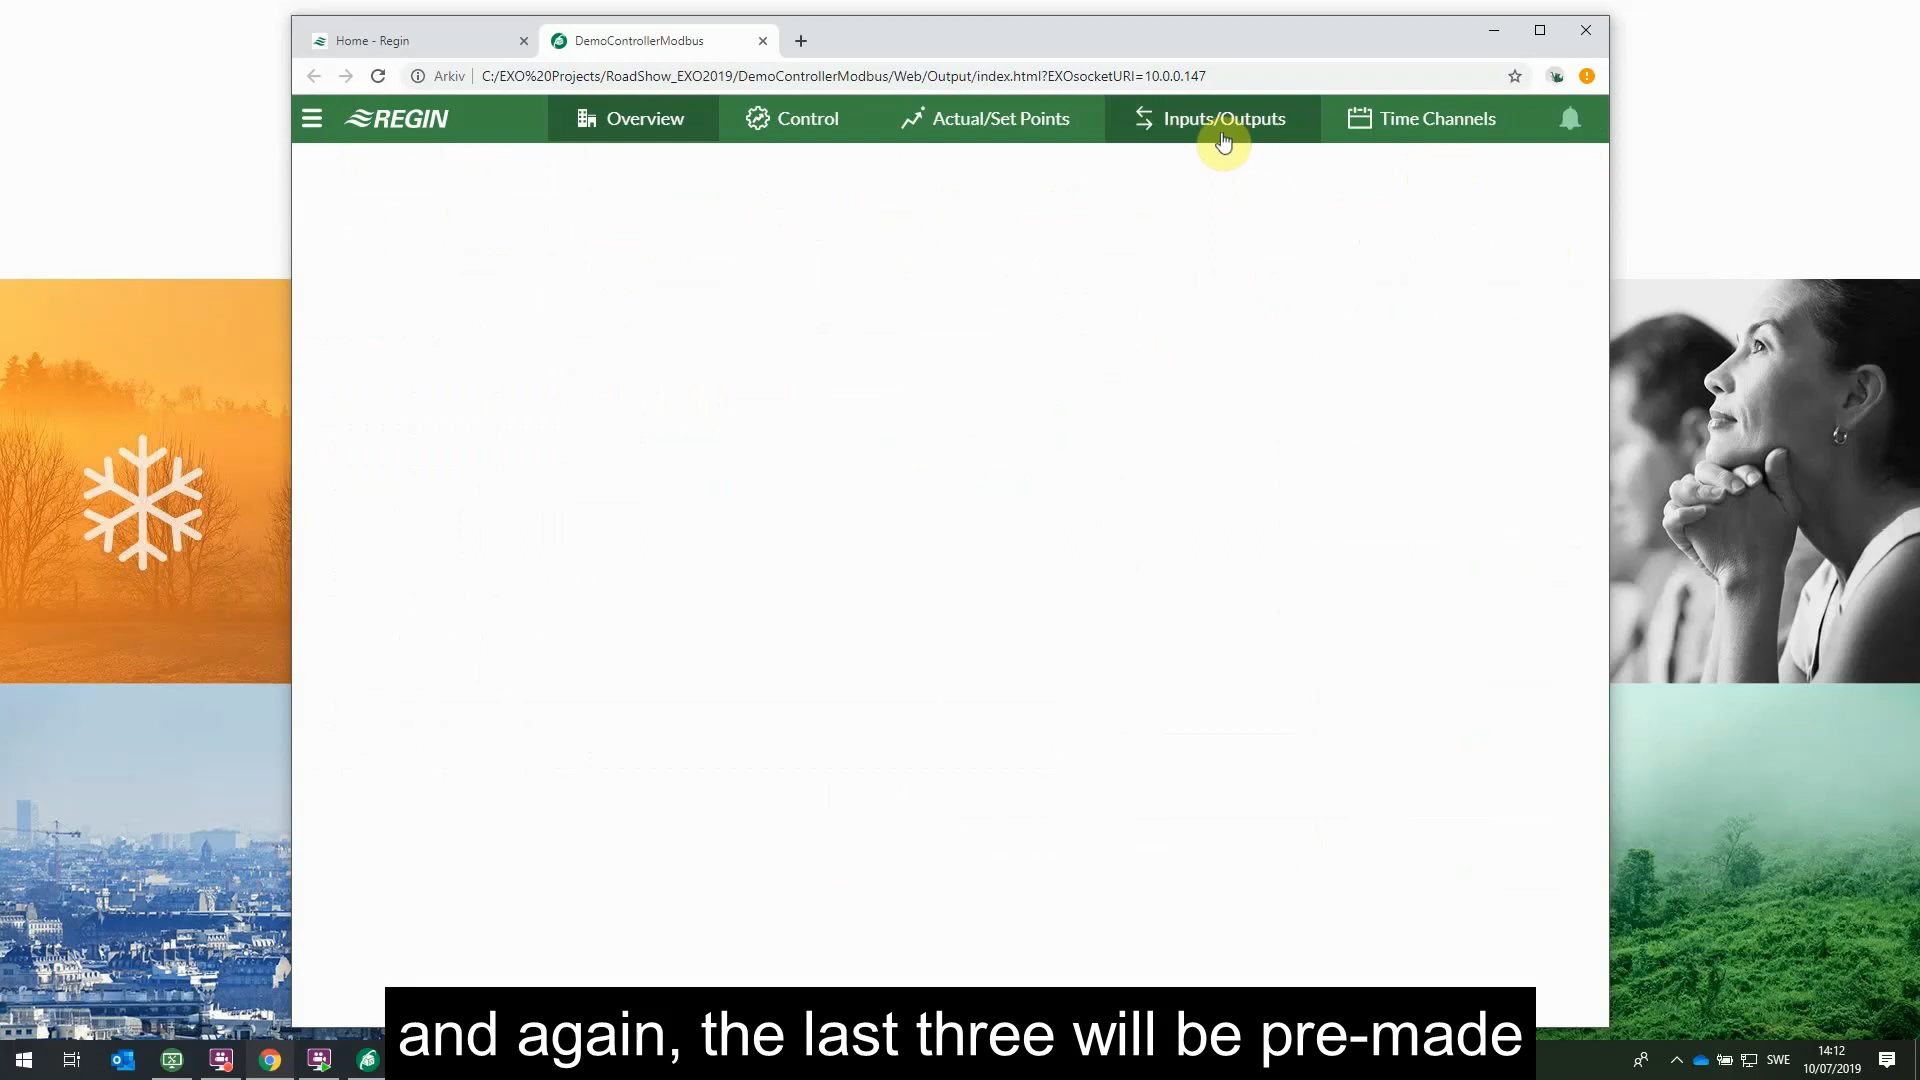 Home - Regin
DemoControllerModbus
Arkiv
C:/EXO%20Projects/RoadShow_EXO2019/DemoControllerModbus/Web/Output/index.html?EXOsocketURI=10.0.0.147
REGIN
Overview
Control
Actual/Set Points
Inputs/Outputs
Time Channels
and again, the last three will be pre-made
SWE
14:12
10/07/2019